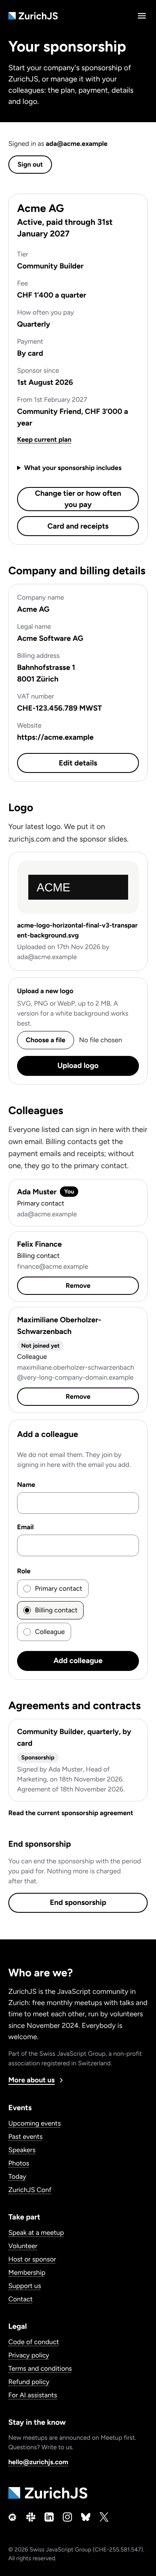 ZurichJS
Your sponsorship
Start your company's sponsorship of
ZurichJS, or manage it with your
colleagues: the plan, payment, details
and logo.
Signed in as ada@acme.example
Sign out
Acme AG
Active, paid through 31st
January 2027
Tier
Community Builder
Fee
CHF 1'400 a quarter
How often you pay
Quarterly
Payment
By card
Sponsor since
1st August 2026
From 1st February 2027
Community Friend, CHF 3'000 a
year
Keep current plan
What your sponsorship includes
Change tier or how often
you pay
Card and receipts
Company and billing details
Company name
Acme AG
Legal name
Acme Software AG
Billing address
Bahnhofstrasse 1
8001 Zürich
VAT number
CHE-123.456.789 MWST
Website
https://acme.example
Edit details
Logo
Your latest logo. We put it on
zurichjs.com and the sponsor slides.
ACME
acme-logo-horizontal-final-v3-transpar
ent-background.svg
Uploaded on 17th Nov 2026 by
ada@acme.example
Upload a new logo
SVG, PNG or WebP, up to 2 MB. A
version for a white background works
best.
Choose a file
No file chosen
Upload logo
Colleagues
Everyone listed can sign in here with their
own email. Billing contacts get the
payment emails and receipts; without
one, they go to the primary contact.
Ada Muster You
Primary contact
ada@acme.example
Felix Finance
Billing contact
finance@acme.example
Remove
Maximiliane Oberholzer-
Schwarzenbach
Not joined yet
Colleague
maximiliane.oberholzer-schwarzenbach
@very-long-company-domain.example
Remove
Add a colleague
We do not email them. They join by
signing in here with the email you add.
Name
Email
Role
Primary contact
Billing contact
Colleague
Add colleague
Agreements and contracts
Community Builder, quarterly, by
card
Sponsorship
Signed by Ada Muster, Head of
Marketing, on 18th November 2026.
Agreement of 18th November 2026.
Read the current sponsorship agreement
End sponsorship
You can end the sponsorship with the period
you paid for. Nothing more is charged
after that.
End sponsorship
Who are we?
ZurichJS is the JavaScript community in
Zurich: free monthly meetups with talks and
time to meet each other, run by volunteers
since November 2024. Everybody is
welcome.
Part of the Swiss JavaScript Group, a non-profit
association registered in Switzerland.
More about us
Events
Upcoming events
Past events
Speakers
Photos
Today
ZurichJS Conf
Take part
Speak at a meetup
Volunteer
Host or sponsor
Membership
Support us
Contact
Legal
Code of conduct
Privacy policy
Terms and conditions
Refund policy
For AI assistants
Stay in the know
New meetups are announced on Meetup first.
Questions? Write to us.
hello@zurichjs.com
ZurichJS
© 2026 Swiss JavaScript Group (CHE-255.581.547).
All rights reserved.